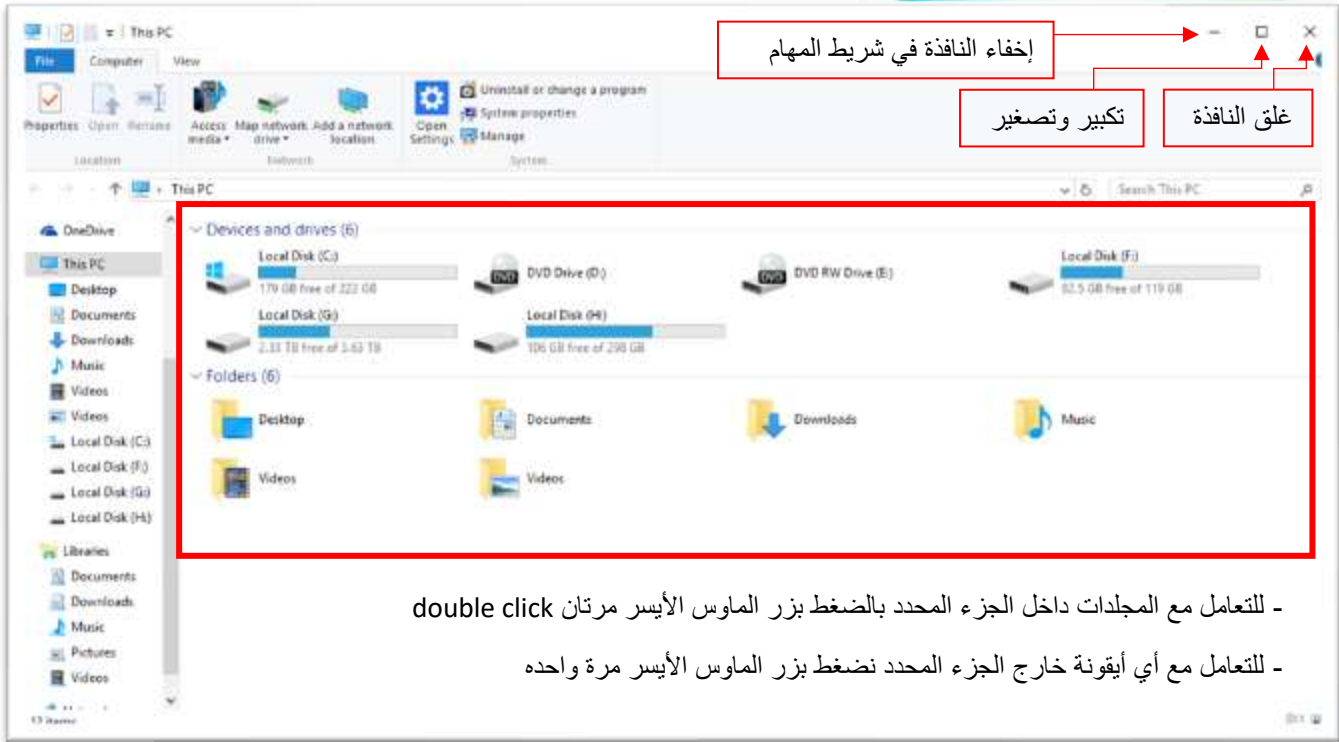 This PC
إخفاء النافذة في شريط المهام
تكبير وتصغير
غلق النافذة
File Computer View
Properties Open Rename
Access media Map network drive Add a network location
Open Settings
Uninstall or change a program
System properties
Manage
Location Network System
This PC
Search This PC
OneDrive
This PC
Desktop
Documents
Downloads
Music
Videos
Videos
Local Disk (C:)
Local Disk (F:)
Local Disk (G:)
Local Disk (H:)
Libraries
Documents
Downloads
Music
Pictures
Videos
Devices and drives (6)
Local Disk (C:)
179 GB free of 222 GB
DVD Drive (D:)
DVD RW Drive (E:)
Local Disk (F:)
82.5 GB free of 119 GB
Local Disk (G:)
2.33 TB free of 3.63 TB
Local Disk (H:)
106 GB free of 298 GB
Folders (6)
Desktop
Documents
Downloads
Music
Videos
Videos
- للتعامل مع المجلدات داخل الجزء المحدد بالضغط بزر الماوس الأيسر مرتان double click
- للتعامل مع أي أيقونة خارج الجزء المحدد نضغط بزر الماوس الأيسر مرة واحده
items